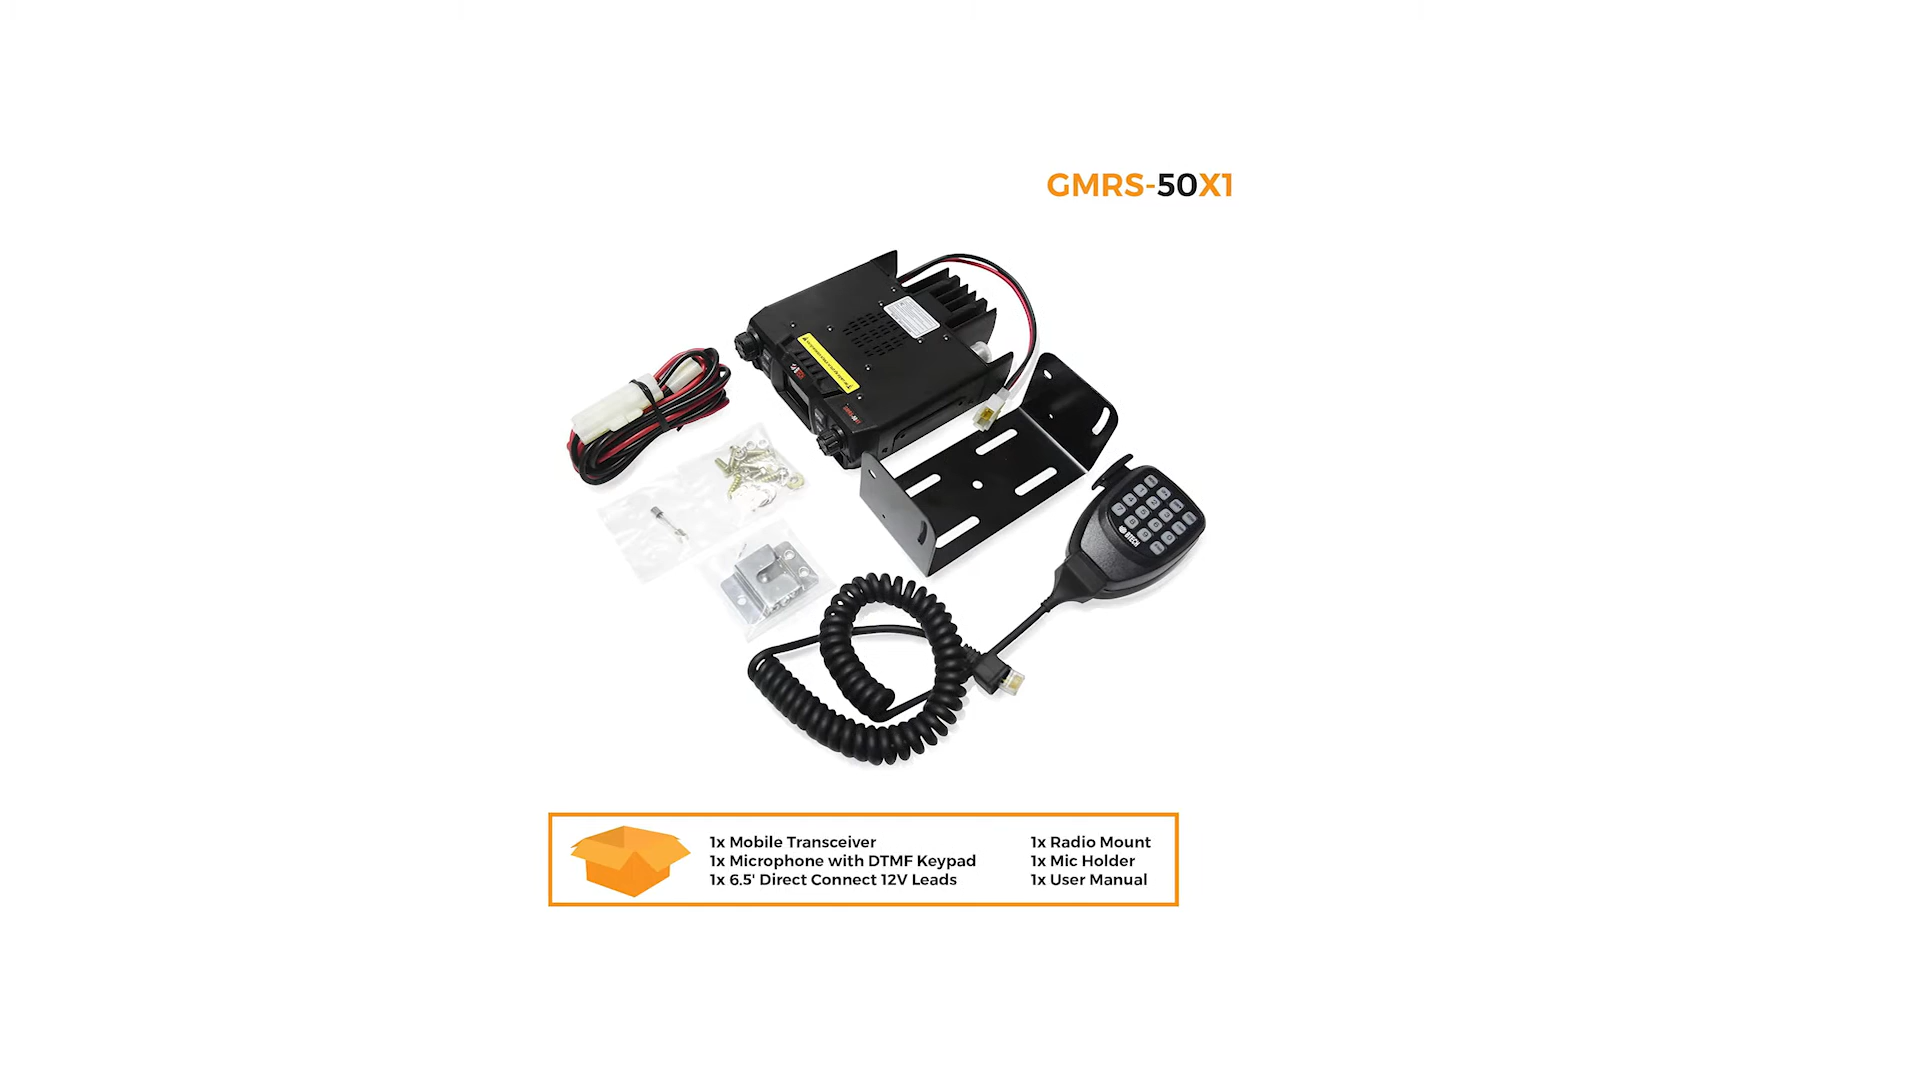 GMRS-50X1
BTECH
1x Mobile Transceiver
1x Microphone with DTMF Keypad
1x 6.5' Direct Connect 12V Leads
1x Radio Mount
1x Mic Holder
1x User Manual